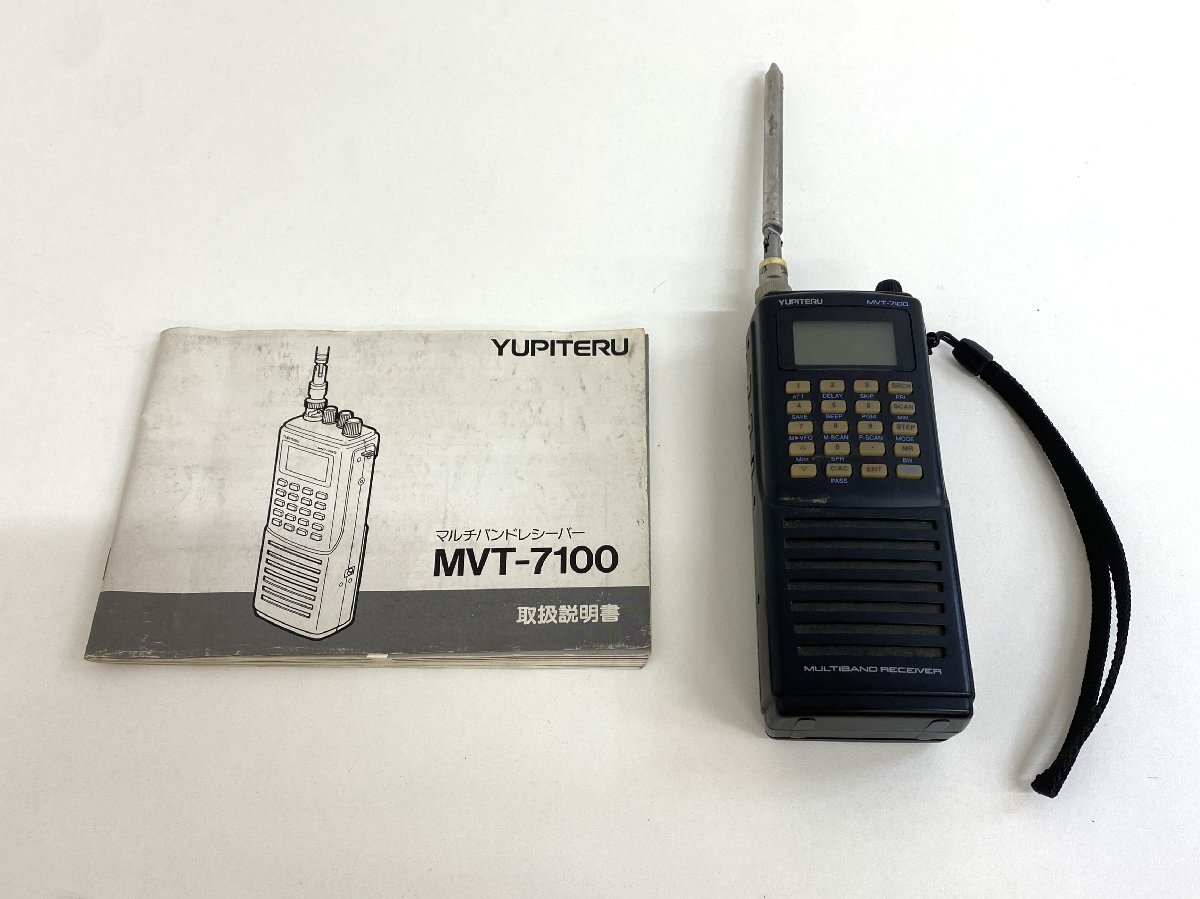 YUPITERU
マルチバンドレシーバー
MVT-7100
取扱説明書
YUPITERU MVT-7100
1 2 3 SRCH
ATT DELAY SKIP PRI
4 5 6 SCAN
SAVE BEEP PGM MW
7 8 9 STEP
M▶VFO M-SCAN P-SCAN MODE
△ 0 · MR
MHz BPH BW
▽ C/AC ENT
PASS
MULTIBAND RECEIVER